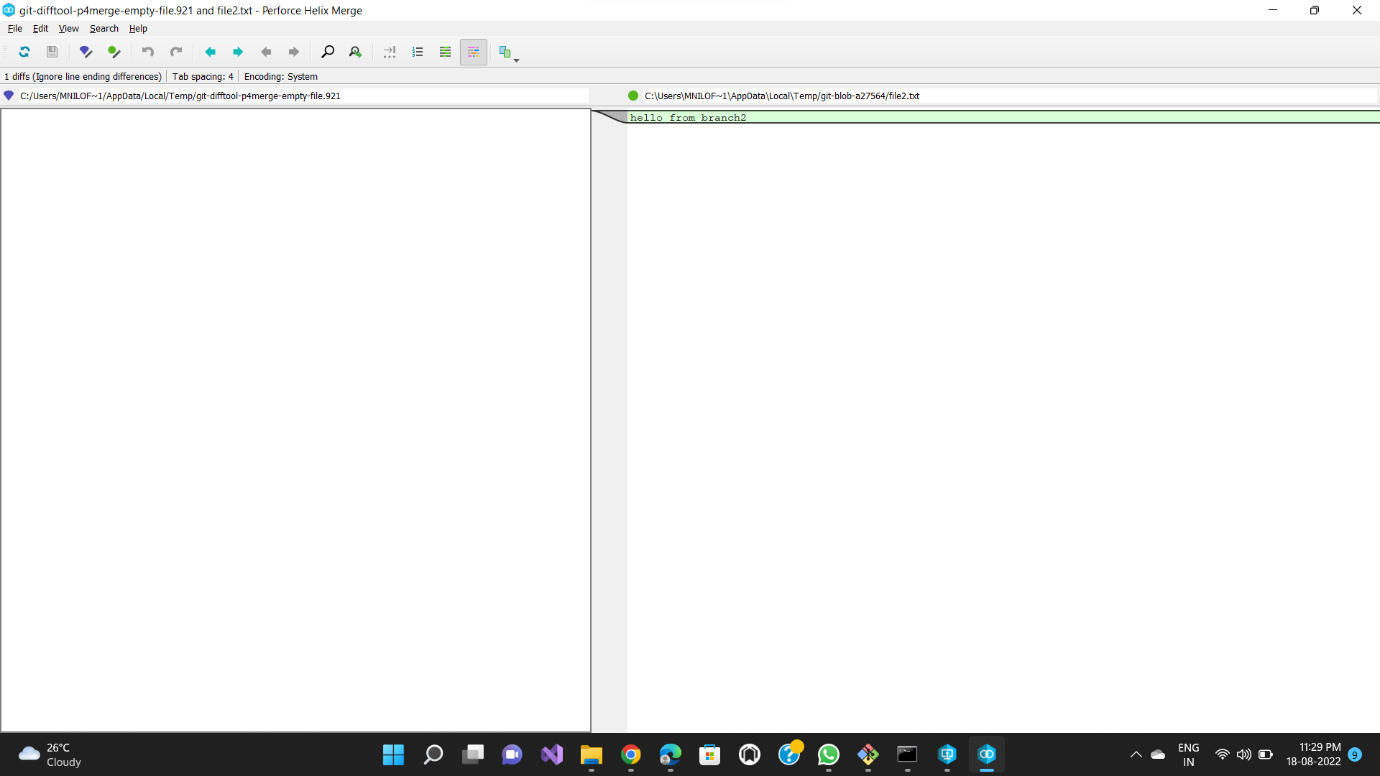 git-difftool-p4merge-empty-file.921 and file2.txt - Perforce Helix Merge
File Edit View Search Help
1 diffs (Ignore line ending differences) Tab spacing: 4 Encoding: System
C:/Users/MNILOF~1/AppData/Local/Temp/git-difftool-p4merge-empty-file.921
C:\Users\MNILOF~1\AppData\Local\Temp/git-blob-a27564/file2.txt
hello from branch2
26°C
Cloudy
ENG
IN
11:29 PM
18-08-2022
9